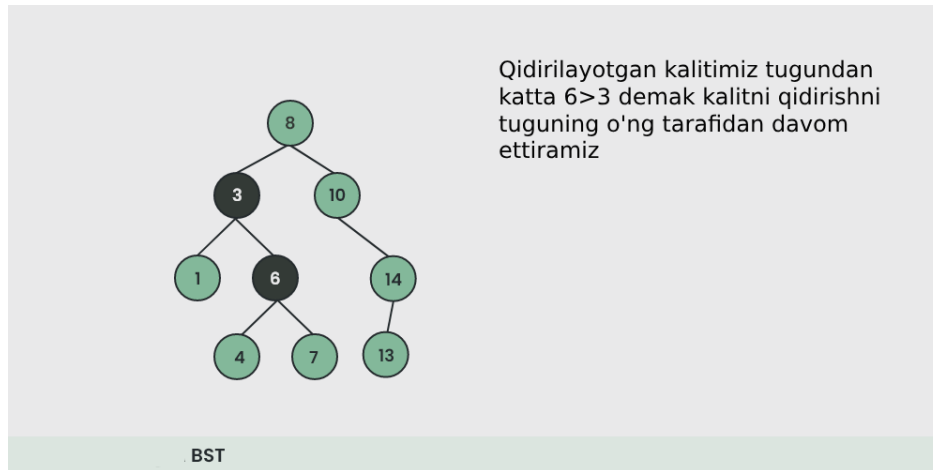 Qidirilayotgan kalitimiz tugundan
katta 6>3 demak kalitni qidirishni
tuguning o'ng tarafidan davom
ettiramiz
8
3
10
1
6
14
4
7
13
. BST